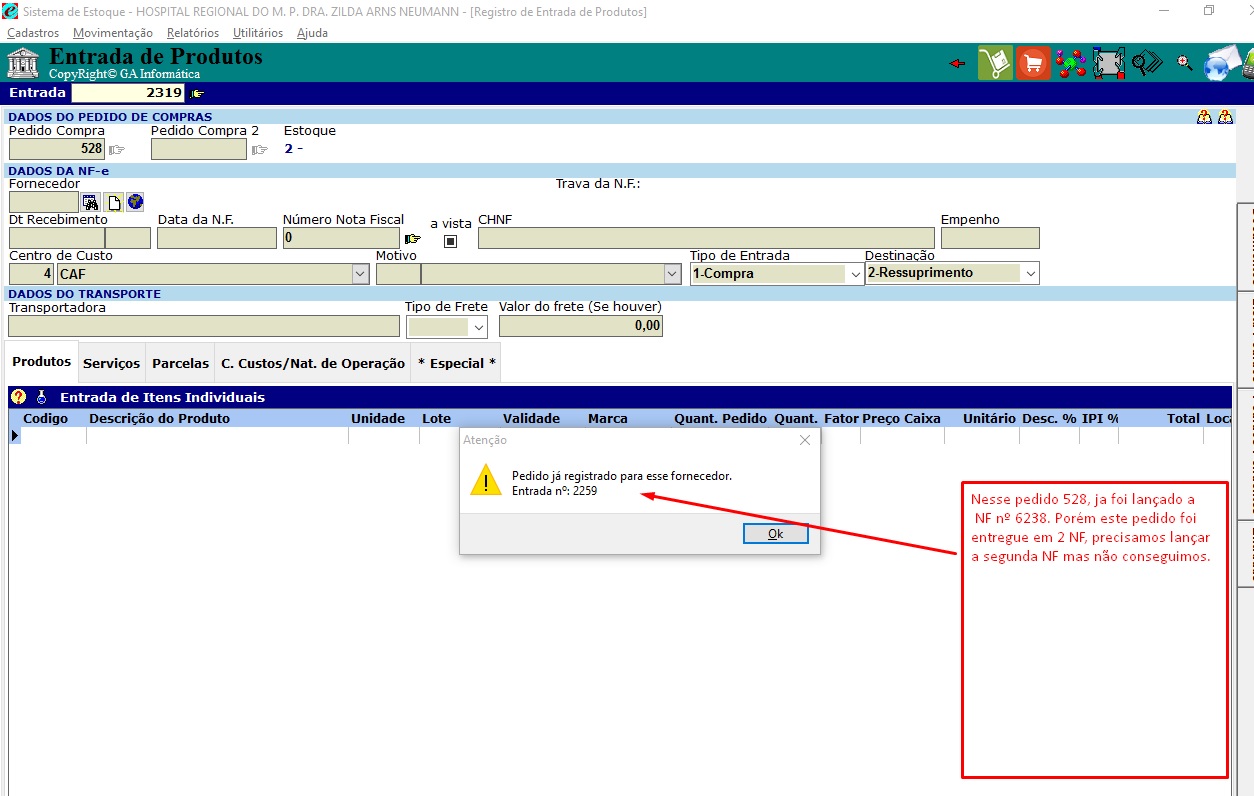 Sistema de Estoque - HOSPITAL REGIONAL DO M. P. DRA. ZILDA ARNS NEUMANN - [Registro de Entrada de Produtos]
Cadastros Movimentação Relatórios Utilitários Ajuda
Entrada de Produtos
CopyRight© GA Informática
Entrada 2319
DADOS DO PEDIDO DE COMPRAS
Pedido Compra Pedido Compra 2 Estoque
528 2 -
DADOS DA NF-e
Fornecedor Trava da N.F.:
Dt Recebimento Data da N.F. Número Nota Fiscal a vista CHNF Empenho
0
Centro de Custo Motivo Tipo de Entrada Destinação
4 CAF 1-Compra 2-Ressuprimento
DADOS DO TRANSPORTE
Transportadora Tipo de Frete Valor do frete (Se houver)
0,00
Produtos Serviços Parcelas C. Custos/Nat. de Operação * Especial *
Entrada de Itens Individuais
Codigo Descrição do Produto Unidade Lote Validade Marca Quant. Pedido Quant. Fator Preço Caixa Unitário Desc. % IPI % Total
Atenção
Pedido já registrado para esse fornecedor.
Entrada nº: 2259
Ok
Nesse pedido 528, ja foi lançado a
NF nº 6238. Porém este pedido foi
entregue em 2 NF, precisamos lançar
a segunda NF mas não conseguimos.